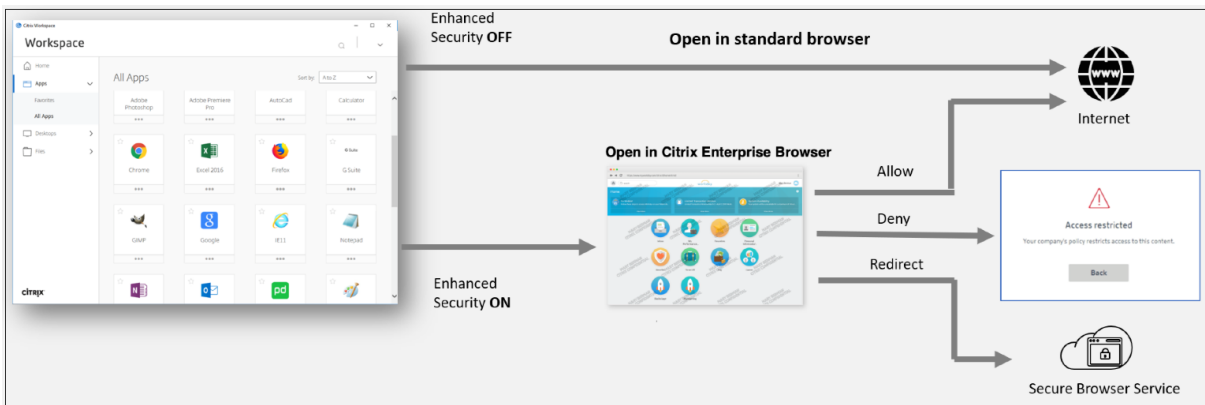 Citrix Workspace
Workspace
Home
Apps
Favorites
All Apps
Desktops
Files
citrix
All Apps
Sort by A to Z
Adobe Photoshop
Adobe Premiere Pro
AutoCad
Calculator
Chrome
Excel 2016
Firefox
G Suite
G Suite
GIMP
Google
IE11
Notepad
Enhanced
Security OFF
Open in standard browser
Internet
WWW
Open in Citrix Enterprise Browser
Allow
Deny
Redirect
Enhanced
Security ON
Access restricted
Your company's policy restricts access to this content.
Back
Secure Browser Service